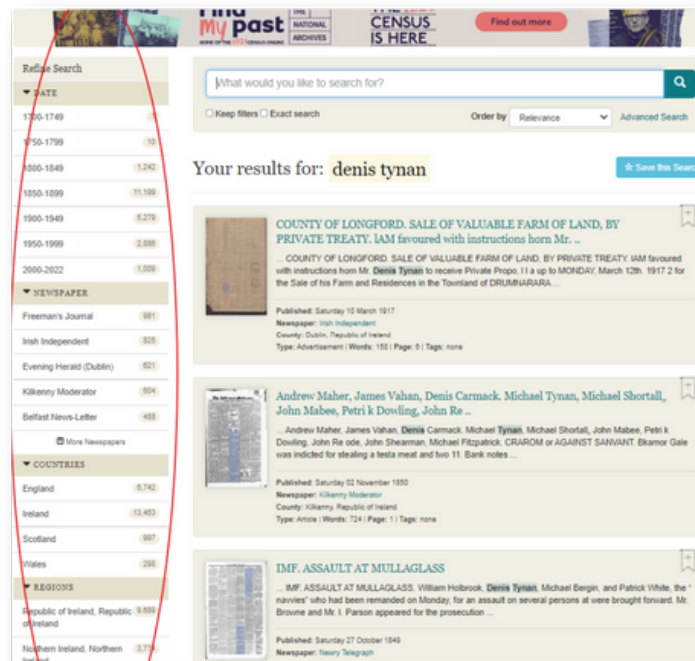 Find
my past
HOME OF THE 1921 CENSUS ONLINE
THE
NATIONAL
ARCHIVES
CENSUS
IS HERE
Find out more
Refine Search
DATE
1700-1749
1750-1799 10
1800-1849 1,242
1850-1899 11,199
1900-1949 5,279
1950-1999 2,886
2000-2022 1,009
NEWSPAPER
Freeman's Journal 981
Irish Independent 825
Evening Herald (Dublin) 621
Kilkenny Moderator 604
Belfast News-Letter 488
More Newspapers
COUNTRIES
England 6,742
Ireland 13,463
Scotland 997
Wales 298
REGIONS
Republic of Ireland, Republic 9,689
of Ireland
Northern Ireland, Northern 3,774
Ireland
What would you like to search for?
Keep filters Exact search Order by Relevance Advanced Search
Your results for: denis tynan
Save this Search
COUNTY OF LONGFORD. SALE OF VALUABLE FARM OF LAND, BY
PRIVATE TREATY. IAM favoured with instructions horn Mr. ..
... COUNTY OF LONGFORD. SALE OF VALUABLE FARM OF LAND, BY PRIVATE TREATY. IAM favoured
with instructions horn Mr. Denis Tynan to receive Private Propo, I I a up to MONDAY, March 12th. 1917 2 for
the Sale of his Farm and Residences in the Townland of DRUMNARARA ...
Published: Saturday 10 March 1917
Newspaper: Irish Independent
County: Dublin, Republic of Ireland
Type: Advertisement | Words: 158 | Page: 6 | Tags: none
Andrew Maher, James Vahan, Denis Carmack. Michael Tynan, Michael Shortall,
John Mabee, Petri k Dowling, John Re ..
... Andrew Maher, James Vahan, Denis Carmack. Michael Tynan, Michael Shortall, John Mabee, Petri k
Dowling, John Re ode, John Shearman, Michael Fitzpatrick. CRAROM or AGAINST SANVANT. Bkamor Gale
was indicted for stealing a testa meat and two 11. Bank notes ...
Published: Saturday 02 November 1850
Newspaper: Kilkenny Moderator
County: Kilkenny, Republic of Ireland
Type: Article | Words: 724 | Page: 1 | Tags: none
IMF. ASSAULT AT MULLAGLASS
... IMF. ASSAULT AT MULLAGLASS. William Holbrook, Denis Tynan, Michael Bergin, and Patrick White, the "
navvies" who had been remanded on Monday, for an assault on several persons at were brought forward. Mr.
Browne and Mr. I. Parson appeared for the prosecution ...
Published: Saturday 27 October 1849
Newspaper: Newry Telegraph